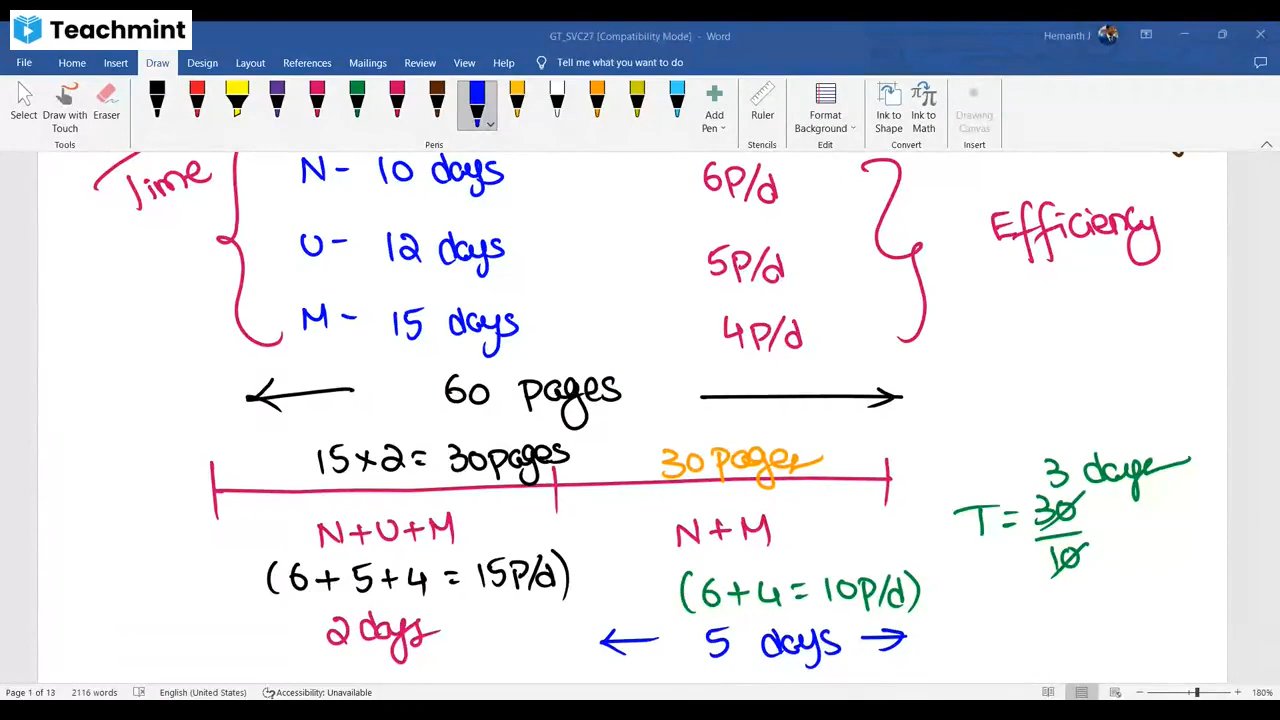 Teachmint
GT_SVC27 [Compatibility Mode] - Word
Hemanth J
File Home Insert Draw Design Layout References Mailings Review View Help Tell me what you want to do
Select
Draw with Touch
Eraser
Add Pen
Ruler
Format Background
Ink to Shape
Ink to Math
Drawing Canvas
Tools
Pens
Stencils
Edit
Convert
Insert
Time
N- 10 days 6P/d
U- 12 days 5P/d
M- 15 days 4P/d
Efficiency
60 pages
15x2= 30pages 30 pages
N+U+M N+M
(6+5+4 = 15P/d) (6+4=10P/d)
2 days 5 days
3 days
T= 30
10
Page 1 of 13 2116 words English (United States) Accessibility: Unavailable 180%